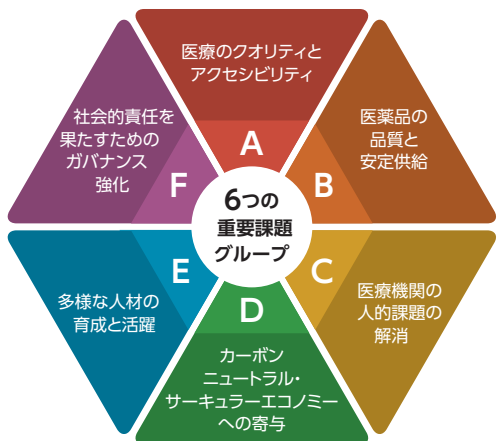 医療のクオリティと
アクセシビリティ
A
医薬品の
品質と
安定供給
B
医療機関の
人的課題の
解消
C
カーボン
ニュートラル・
サーキュラーエコノミー
への寄与
D
多様な人材の
育成と活躍
E
社会的責任を
果たすための
ガバナンス
強化
F
6つの
重要課題
グループ